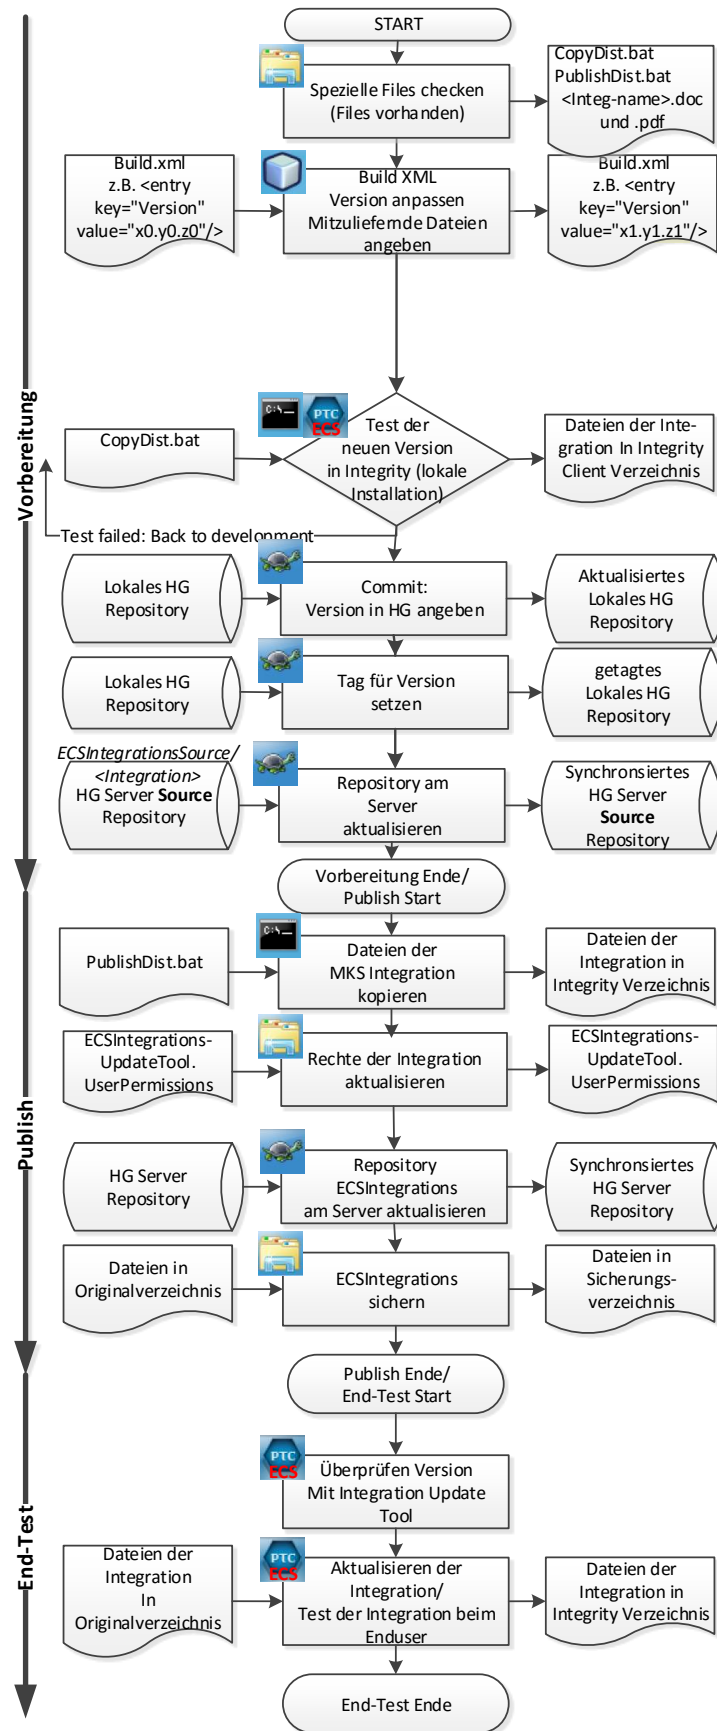 START
Spezielle Files checken
(Files vorhanden)
CopyDist.bat
PublishDist.bat
<Integ-name>.doc
und .pdf
Build.xml
z.B. <entry
key="Version"
value="x0.y0.z0"/>
Build XML
Version anpassen
Mitzuliefernde Dateien
angeben
Build.xml
z.B. <entry
key="Version"
value="x1.y1.z1"/>
Vorbereitung
C:\_
PTC
ECS
CopyDist.bat
Test der
neuen Version
in Integrity (lokale
Installation)
Dateien der Inte-
gration In Integrity
Client Verzeichnis
Test failed: Back to development
Lokales HG
Repository
Commit:
Version in HG angeben
Aktualisiertes
Lokales HG
Repository
Lokales HG
Repository
Tag für Version
setzen
getagtes
Lokales HG
Repository
ECSIntegrationsSource/
<Integration>
HG Server Source
Repository
Repository am
Server
aktualisieren
Synchronsiertes
HG Server
Source
Repository
Vorbereitung Ende/
Publish Start
Publish
C:\_
PublishDist.bat
Dateien der
MKS Integration
kopieren
Dateien der
Integration in
Integrity Verzeichnis
ECSIntegrations-
UpdateTool.
UserPermissions
Rechte der Integration
aktualisieren
ECSIntegrations-
UpdateTool.
UserPermissions
HG Server
Repository
Repository
ECSIntegrations
am Server aktualisieren
Synchronsiertes
HG Server
Repository
Dateien in
Originalverzeichnis
ECSIntegrations
sichern
Dateien in
Sicherungs-
verzeichnis
Publish Ende/
End-Test Start
End-Test
PTC
ECS
Überprüfen Version
Mit Integration Update
Tool
PTC
ECS
Dateien der
Integration
In
Originalverzeichnis
Aktualisieren der
Integration/
Test der Integration beim
Enduser
Dateien der
Integration in
Integrity Verzeichnis
End-Test Ende